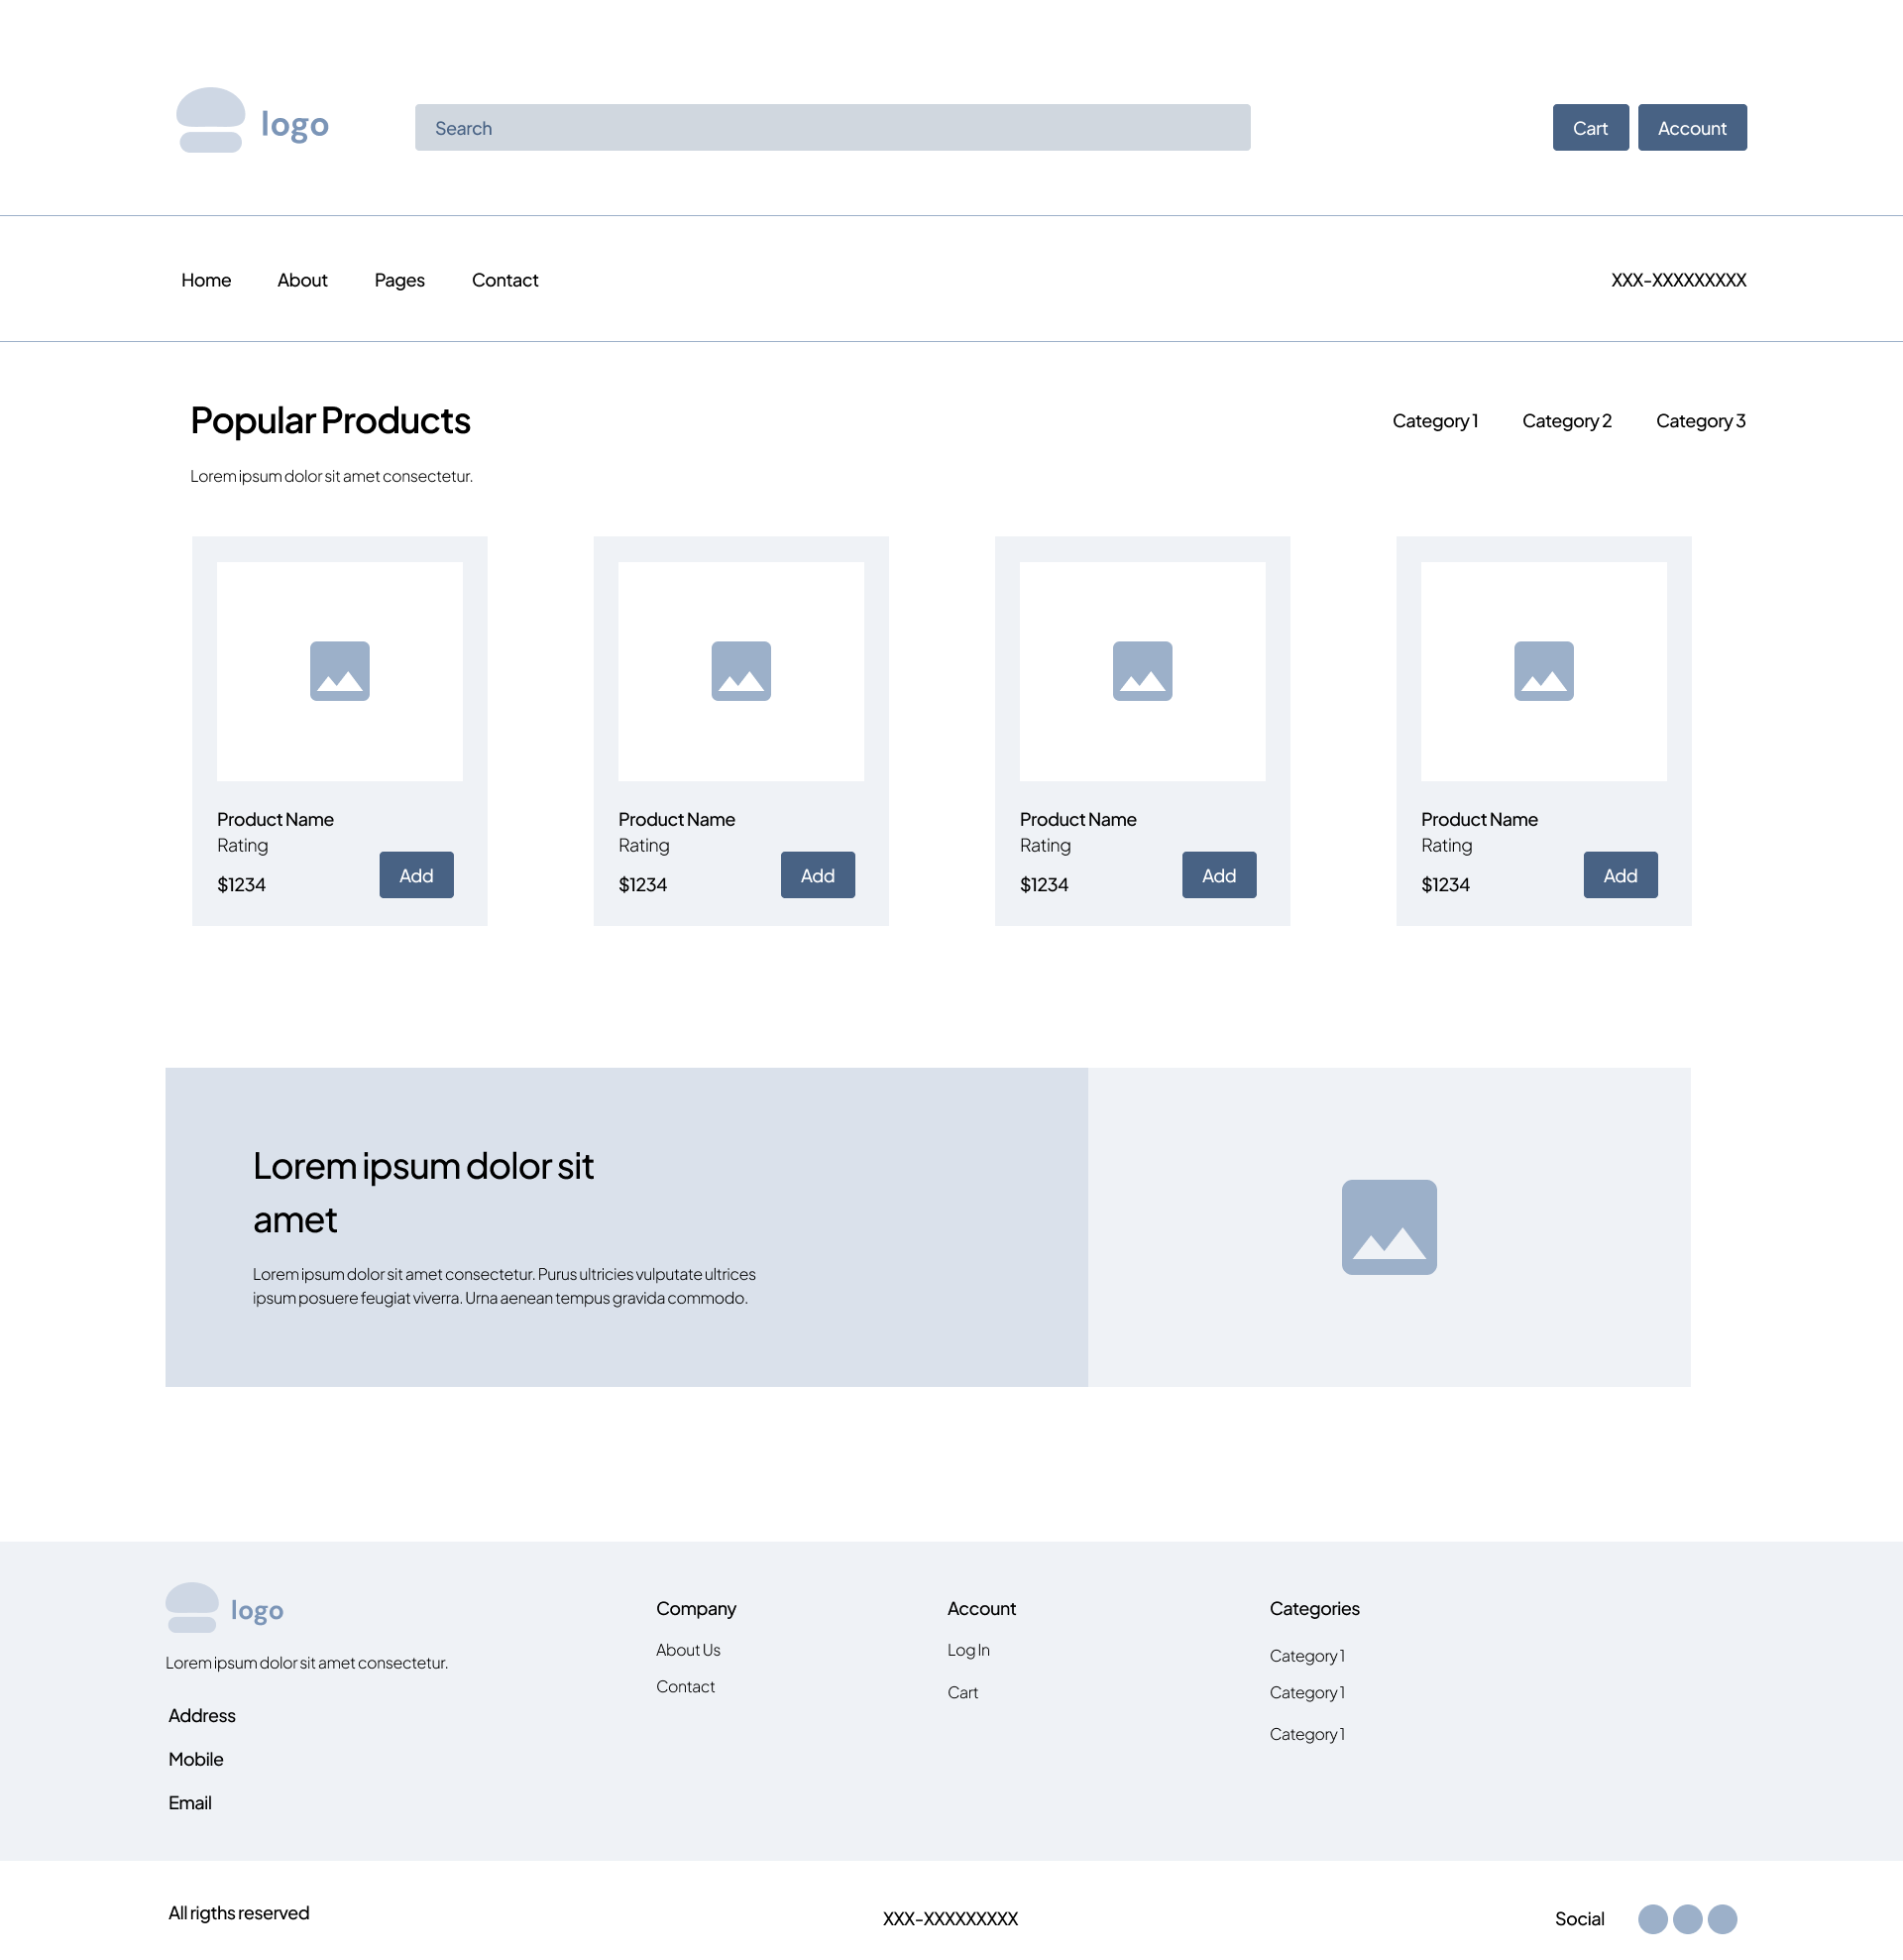 logo
Search
Cart
Account
Home
About
Pages
Contact
XXX-XXXXXXXXX
Popular Products
Category 1
Category 2
Category 3
Lorem ipsum dolor sit amet consectetur.
Product Name
Rating
$1234
Add
Product Name
Rating
$1234
Add
Product Name
Rating
$1234
Add
Product Name
Rating
$1234
Add
Lorem ipsum dolor sit
amet
Lorem ipsum dolor sit amet consectetur. Purus ultricies vulputate ultrices
ipsum posuere feugiat viverra. Urna aenean tempus gravida commodo.
logo
Lorem ipsum dolor sit amet consectetur.
Address
Mobile
Email
Company
About Us
Contact
Account
Log In
Cart
Categories
Category 1
Category 1
Category 1
All rigths reserved
XXX-XXXXXXXXX
Social